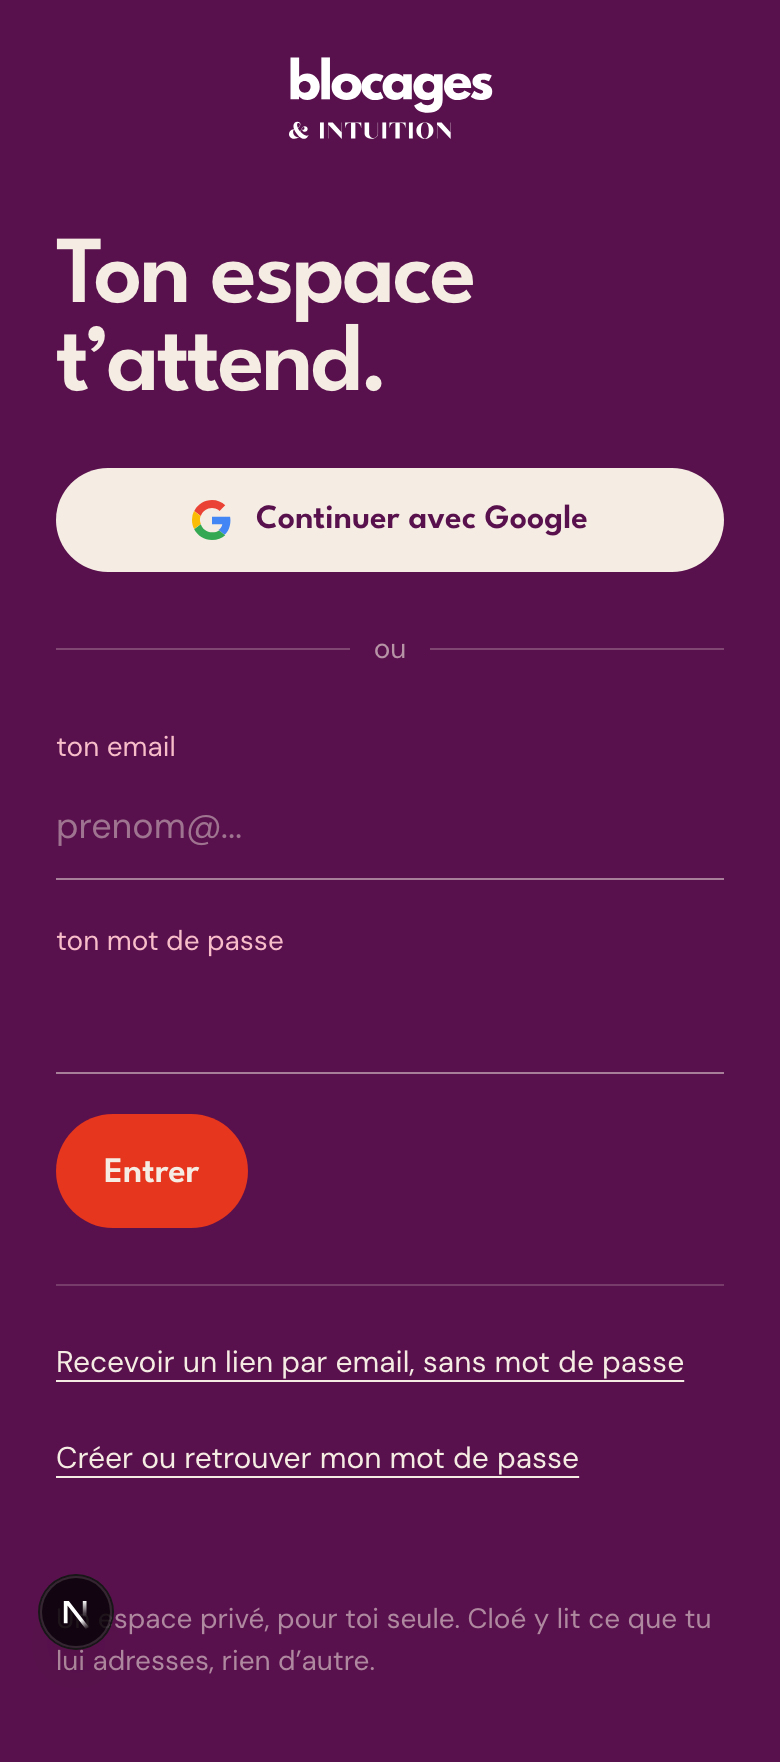 blocages
& INTUITION
Ton espace
t’attend.
Continuer avec Google
ou
ton email
prenom@...
ton mot de passe
Entrer
Recevoir un lien par email, sans mot de passe
Créer ou retrouver mon mot de passe
N
espace privé, pour toi seule. Cloé y lit ce que tu
lui adresses, rien d’autre.